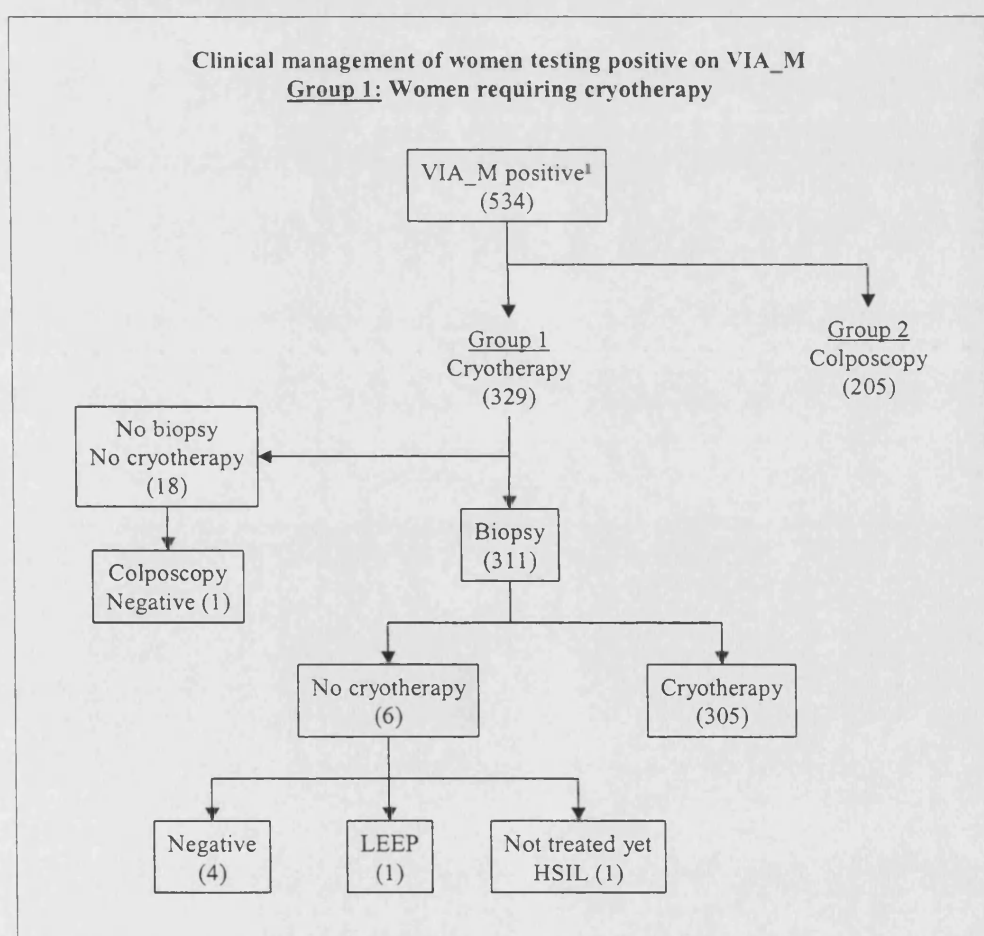 Clinical management of women testing positive on VIA_M
Group 1: Women requiring cryotherapy
VIA_M positive¹
(534)
Group 1
Cryotherapy
(329)
Group 2
Colposcopy
(205)
No biopsy
No cryotherapy
(18)
Colposcopy
Negative (1)
Biopsy
(311)
No cryotherapy
(6)
Cryotherapy
(305)
Negative
(4)
LEEP
(1)
Not treated yet
HSIL (1)